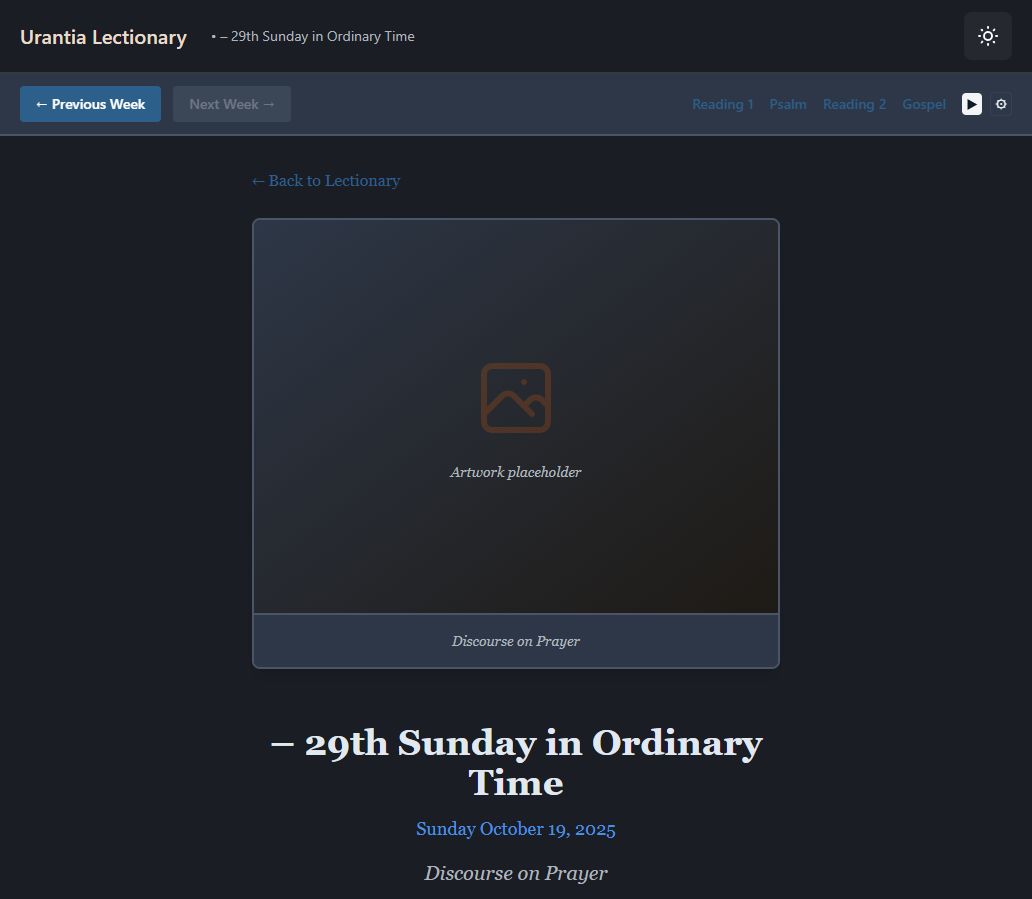 Urantia Lectionary
• – 29th Sunday in Ordinary Time
← Previous Week
Next Week →
Reading 1
Psalm
Reading 2
Gospel
← Back to Lectionary
Artwork placeholder
Discourse on Prayer
– 29th Sunday in Ordinary
Time
Sunday October 19, 2025
Discourse on Prayer